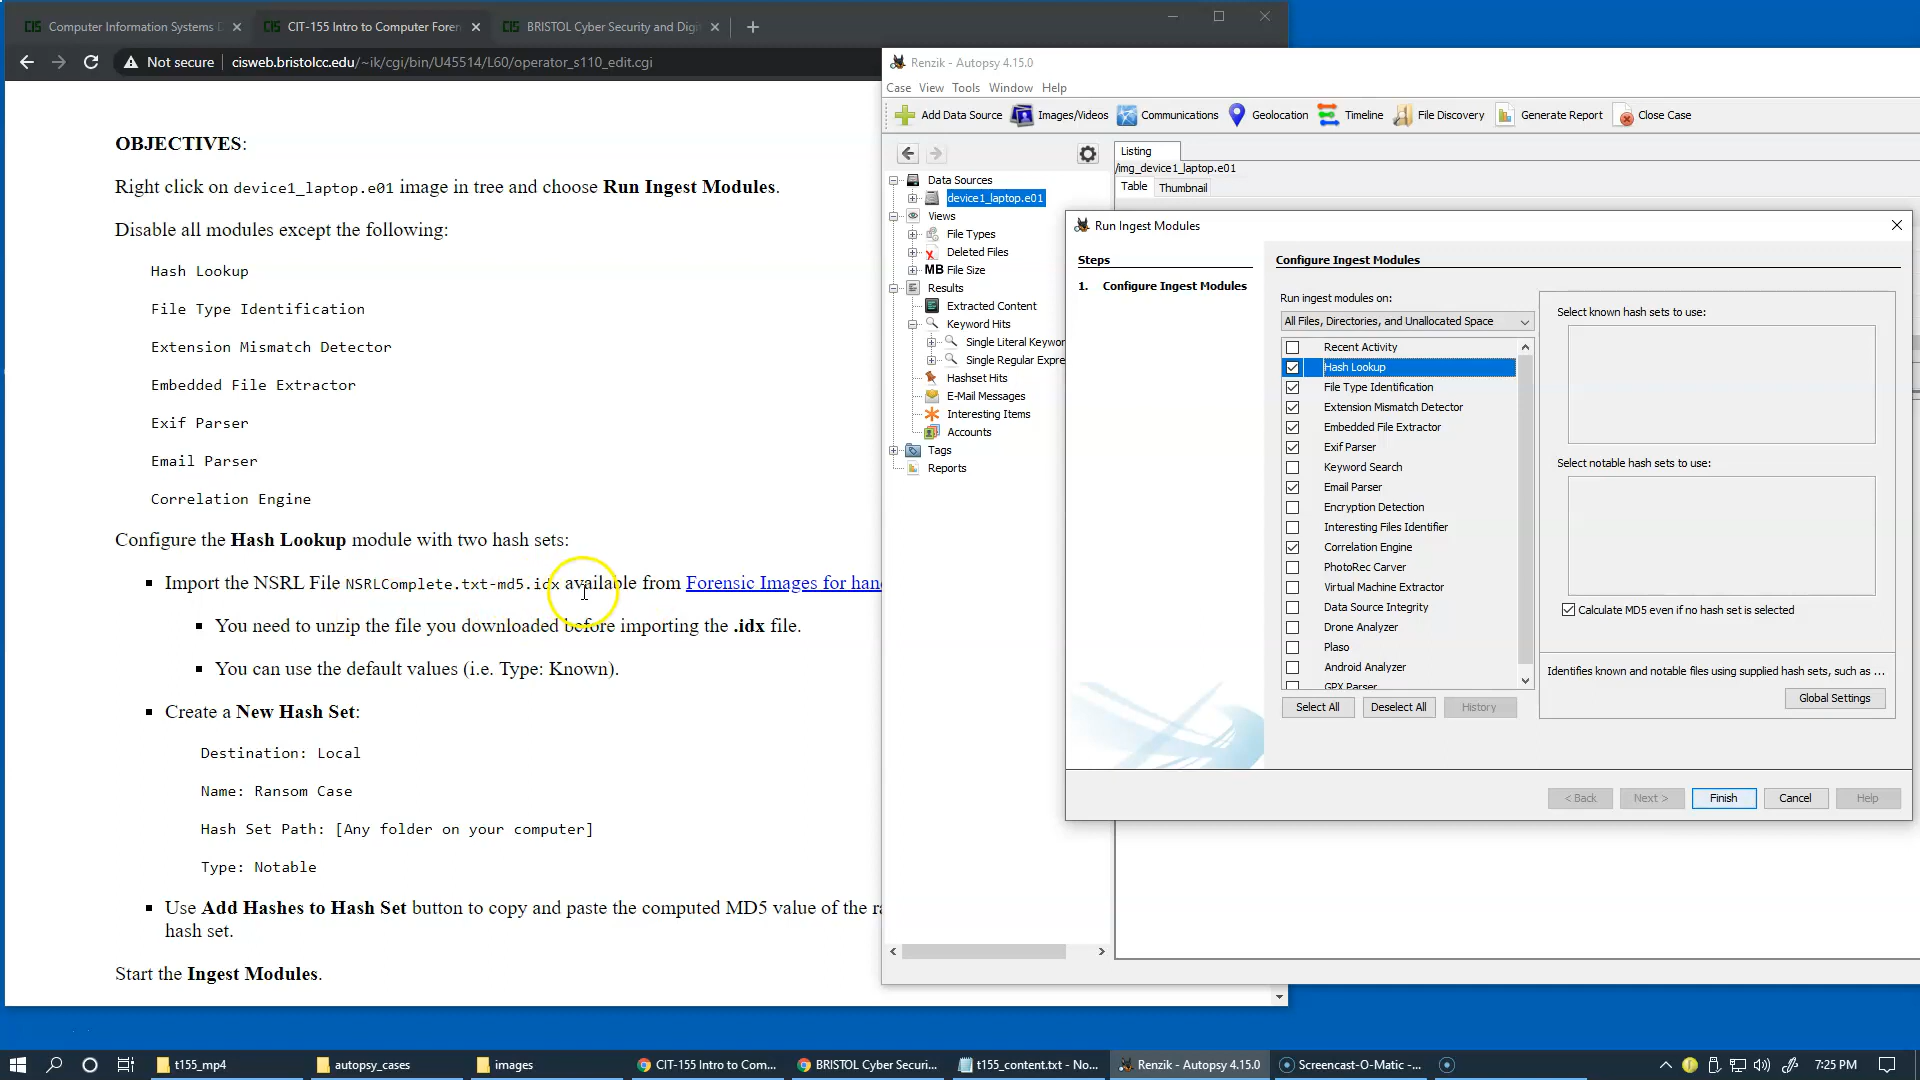 Computer Information Systems D
CIT-155 Intro to Computer Foren
BRISTOL Cyber Security and Digi
Not secure
cisweb.bristolcc.edu/~ik/cgi/bin/U45514/L60/operator_s110_edit.cgi
OBJECTIVES:
Right click on device1_laptop.e01 image in tree and choose Run Ingest Modules.
Disable all modules except the following:
Hash Lookup
File Type Identification
Extension Mismatch Detector
Embedded File Extractor
Exif Parser
Email Parser
Correlation Engine
Configure the Hash Lookup module with two hash sets:
Import the NSRL File NSRLComplete.txt-md5.idx available from Forensic Images for han
You need to unzip the file you downloaded before importing the .idx file.
You can use the default values (i.e. Type: Known).
Create a New Hash Set:
Destination: Local
Name: Ransom Case
Hash Set Path: [Any folder on your computer]
Type: Notable
Use Add Hashes to Hash Set button to copy and paste the computed MD5 value of the ra
hash set.
Start the Ingest Modules.
Renzik - Autopsy 4.15.0
Case View Tools Window Help
Add Data Source Images/Videos Communications Geolocation Timeline File Discovery Generate Report Close Case
Data Sources
device1_laptop.e01
Views
File Types
Deleted Files
MB File Size
Results
Extracted Content
Keyword Hits
Single Literal Keywor
Single Regular Expre
Hashset Hits
E-Mail Messages
Interesting Items
Accounts
Tags
Reports
Listing
/img_device1_laptop.e01
Table Thumbnail
Run Ingest Modules
Steps
1. Configure Ingest Modules
Configure Ingest Modules
Run ingest modules on:
All Files, Directories, and Unallocated Space
Recent Activity
Hash Lookup
File Type Identification
Extension Mismatch Detector
Embedded File Extractor
Exif Parser
Keyword Search
Email Parser
Encryption Detection
Interesting Files Identifier
Correlation Engine
PhotoRec Carver
Virtual Machine Extractor
Data Source Integrity
Drone Analyzer
Plaso
Android Analyzer
GPX Parser
Select All Deselect All History
Select known hash sets to use:
Select notable hash sets to use:
Calculate MD5 even if no hash set is selected
Identifies known and notable files using supplied hash sets, such as ...
Global Settings
< Back Next > Finish Cancel Help
t155_mp4
autopsy_cases
images
CIT-155 Intro to Com...
BRISTOL Cyber Securi...
t155_content.txt - No...
Renzik - Autopsy 4.15.0
Screencast-O-Matic -...
7:25 PM